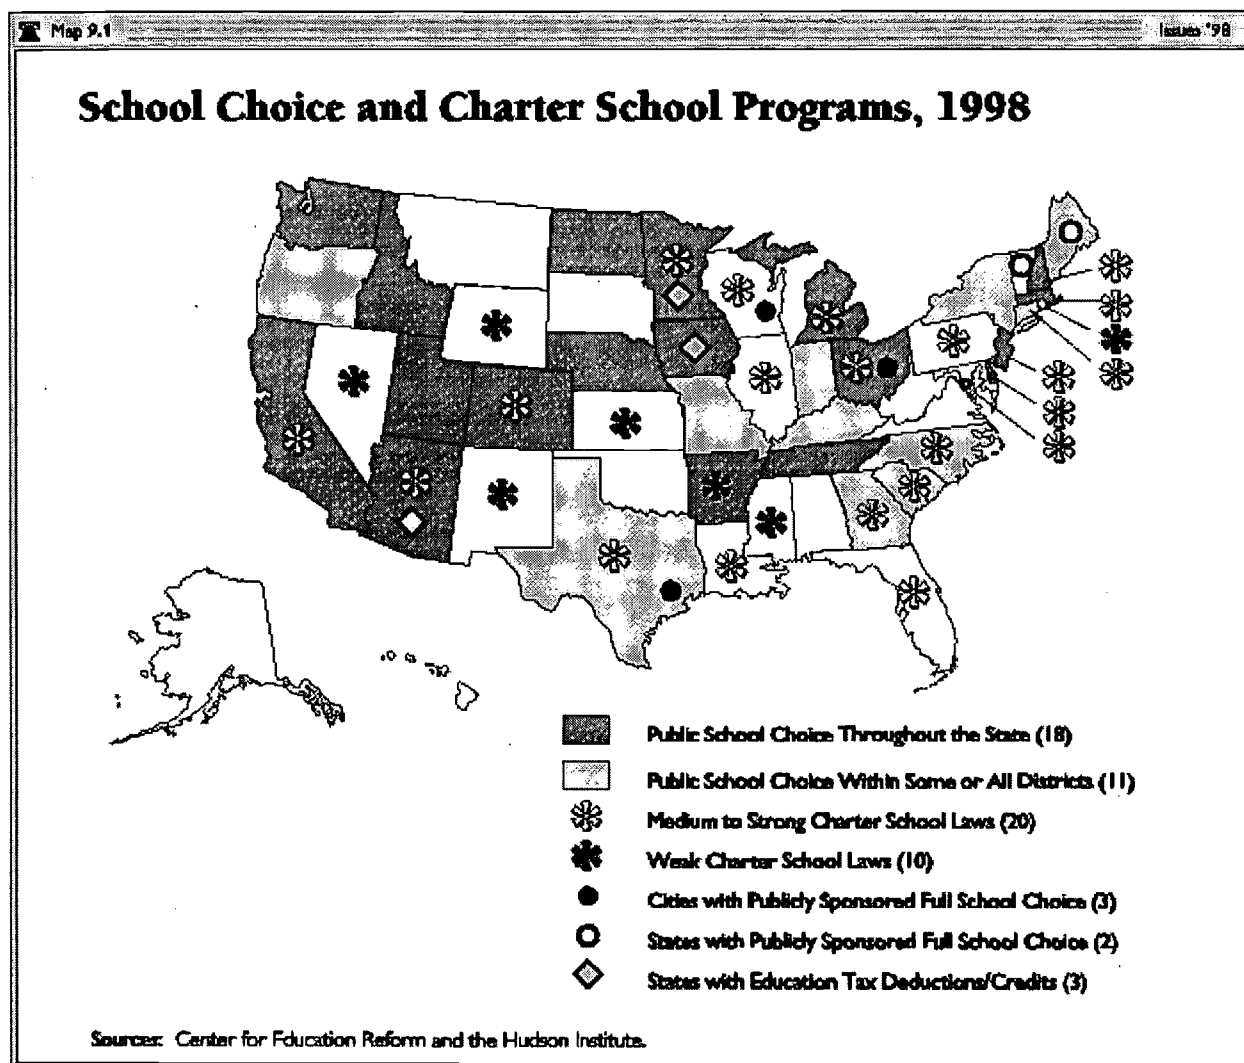 Map 9.1
Issues '98
School Choice and Charter School Programs, 1998
Public School Choice Throughout the State (18)
Public School Choice Within Some or All Districts (11)
Medium to Strong Charter School Laws (20)
Weak Charter School Laws (10)
Cities with Publicly Sponsored Full School Choice (3)
States with Publicly Sponsored Full School Choice (2)
States with Education Tax Deductions/Credits (3)
Sources: Center for Education Reform and the Hudson Institute.